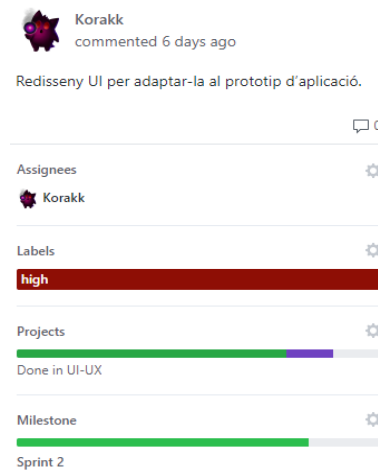 Korakk
commented 6 days ago
Redisseny UI per adaptar-la al prototip d'aplicació.
0
Assignees
Korakk
Labels
high
Projects
Done in UI-UX
Milestone
Sprint 2